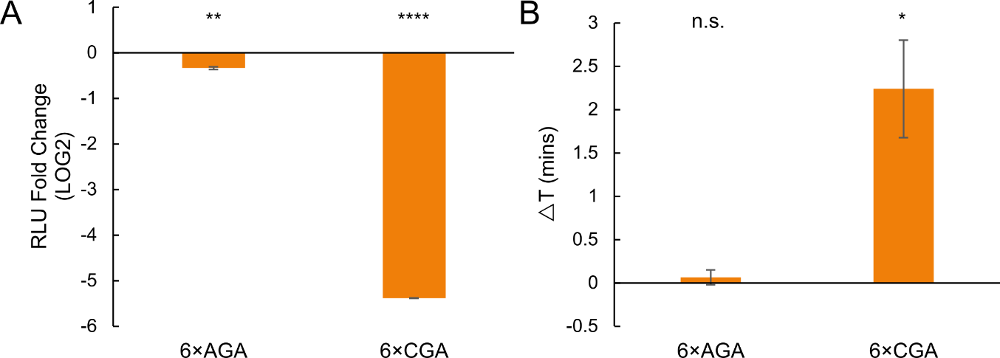 A
RLU Fold Change
(LOG2)
1
0
-1
-2
-3
-4
-5
-6
**
****
6×AGA
6×CGA
B
△T (mins)
3
2.5
2
1.5
1
0.5
0
-0.5
n.s.
*
6×AGA
6×CGA